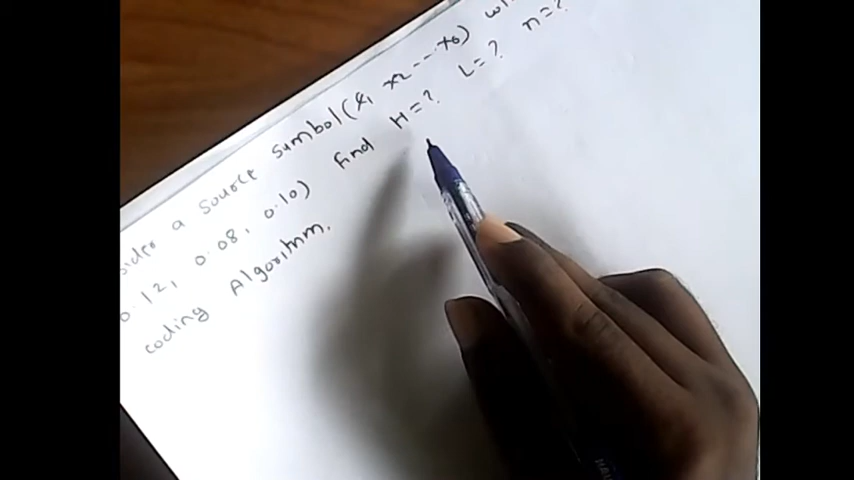 a source symbol (x1 x2 --- x6)
0.12, 0.08, 0.10) find H=? L=? n=?
coding Algorithm.